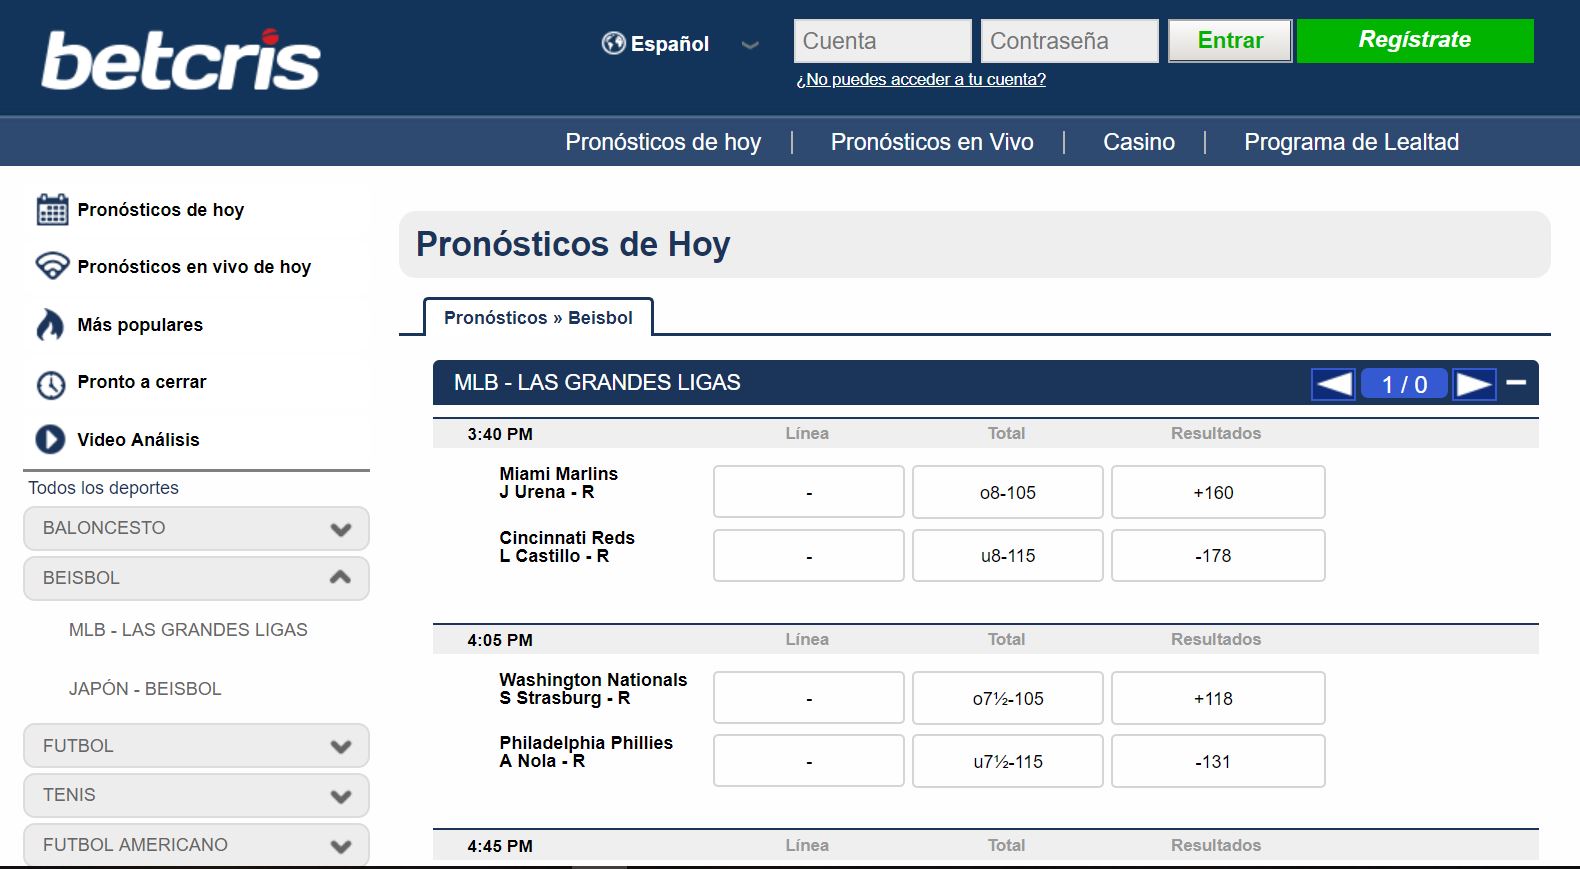 betcris
Español
Cuenta
Contraseña
Entrar
Regístrate
¿No puedes acceder a tu cuenta?
Pronósticos de hoy | Pronósticos en Vivo | Casino | Programa de Lealtad
Pronósticos de hoy
Pronósticos en vivo de hoy
Más populares
Pronto a cerrar
Video Análisis
Todos los deportes
BALONCESTO
BEISBOL
MLB - LAS GRANDES LIGAS
JAPÓN - BEISBOL
FUTBOL
TENIS
FUTBOL AMERICANO
Pronósticos de Hoy
Pronósticos » Beisbol
MLB - LAS GRANDES LIGAS 1 / 0
3:40 PM Línea Total Resultados
Miami Marlins
J Urena - R - o8-105 +160
Cincinnati Reds
L Castillo - R - u8-115 -178
4:05 PM Línea Total Resultados
Washington Nationals
S Strasburg - R - o7½-105 +118
Philadelphia Phillies
A Nola - R - u7½-115 -131
4:45 PM Línea Total Resultados